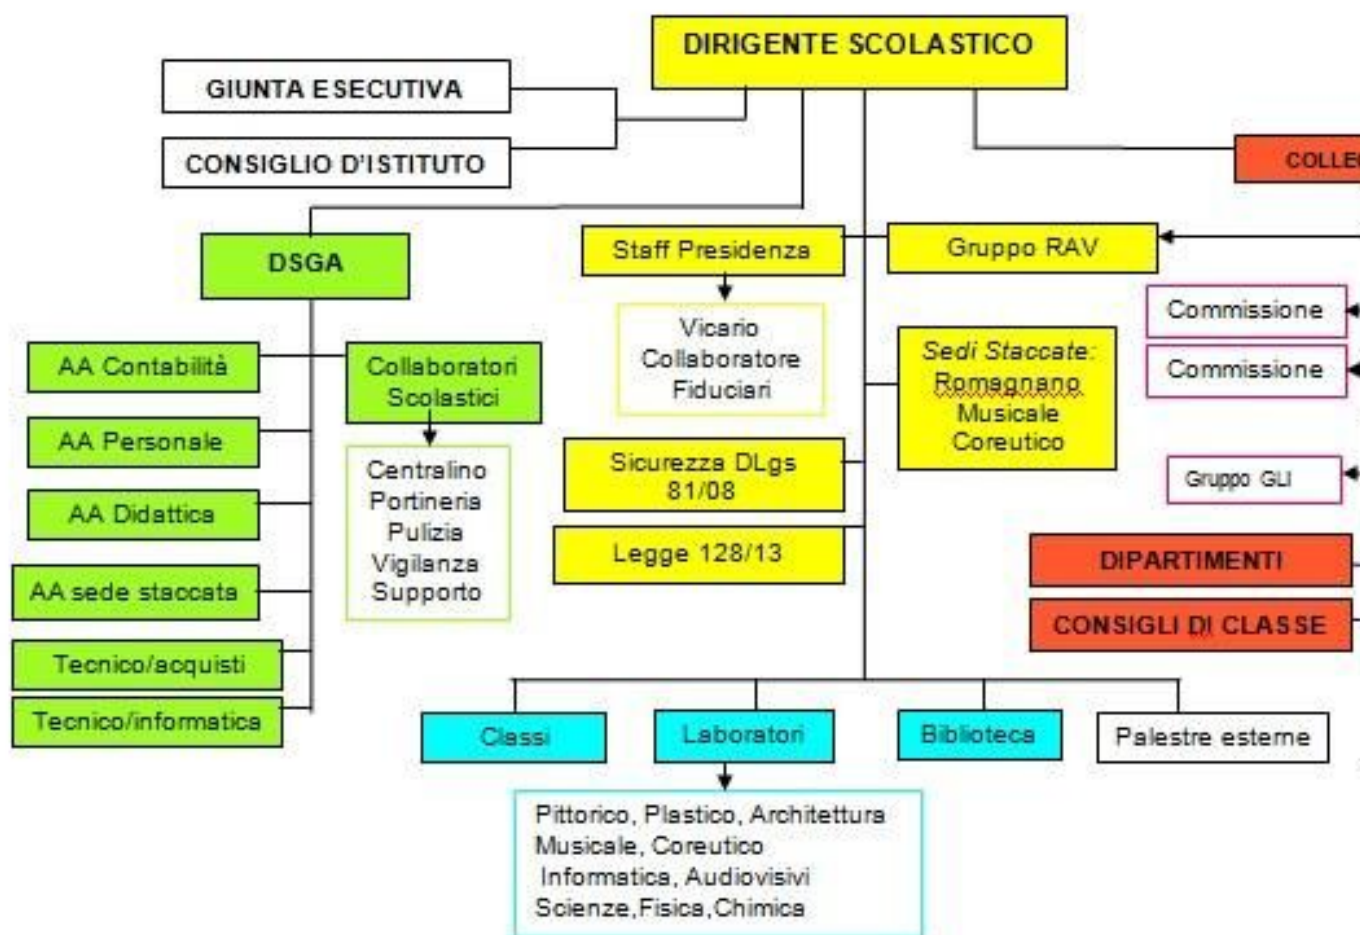 DIRIGENTE SCOLASTICO
GIUNTA ESECUTIVA
CONSIGLIO D'ISTITUTO
DSGA
Staff Presidenza
Gruppo RAV
Vicario
Collaboratore
Fiduciari
Sedi Staccate:
Romagnano
Musicale
Coreutico
Commissione
Commissione
Gruppo GLI
AA Contabilità
AA Personale
AA Didattica
AA sede staccata
Tecnico/acquisti
Tecnico/informatica
Collaboratori
Scolastici
Centralino
Portineria
Pulizia
Vigilanza
Supporto
Sicurezza DLgs
81/08
Legge 128/13
DIPARTIMENTI
CONSIGLI DI CLASSE
Classi
Laboratori
Biblioteca
Palestre esterne
Pittorico, Plastico, Architettura
Musicale, Coreutico
Informatica, Audiovisivi
Scienze,Fisica,Chimica